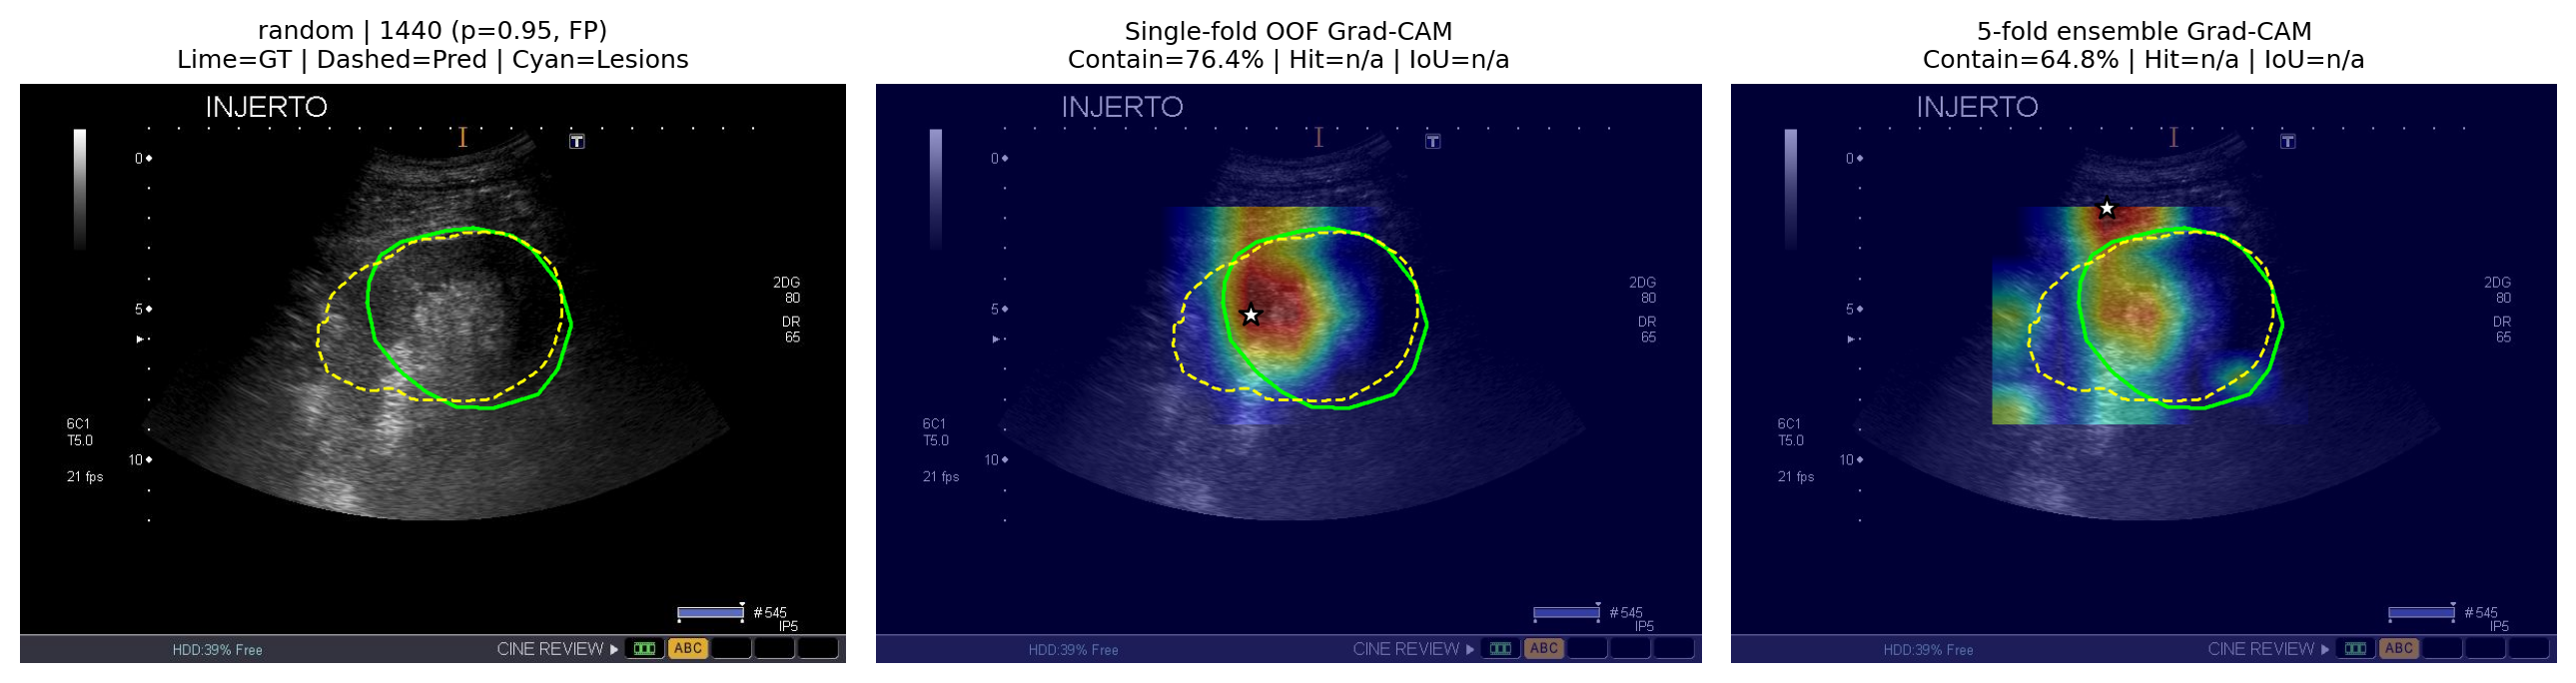 random | 1440 (p=0.95, FP)
Lime=GT | Dashed=Pred | Cyan=Lesions
INJERTO
I
T
0
5
10
2DG
80
DR
65
6C1
T5.0
21 fps
#545
IP5
HDD:39% Free
CINE REVIEW
ABC
Single-fold OOF Grad-CAM
Contain=76.4% | Hit=n/a | IoU=n/a
INJERTO
I
T
0
5
10
2DG
80
DR
65
6C1
T5.0
21 fps
#545
IP5
HDD:39% Free
CINE REVIEW
ABC
5-fold ensemble Grad-CAM
Contain=64.8% | Hit=n/a | IoU=n/a
INJERTO
I
T
0
5
10
2DG
80
DR
65
6C1
T5.0
21 fps
#545
IP5
HDD:39% Free
CINE REVIEW
ABC